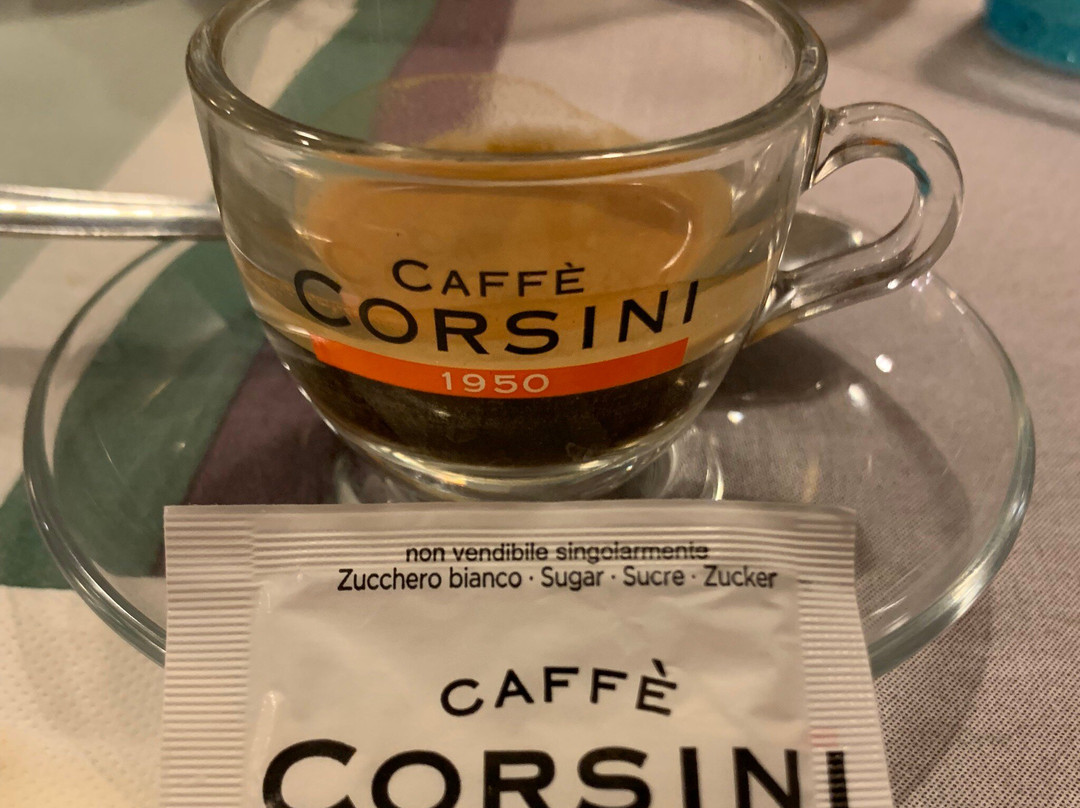 CAFFÈ
CORSINI
1950
non vendibile singolarmente
Zucchero bianco · Sugar · Sucre · Zucker
CAFFÈ
CORSINI